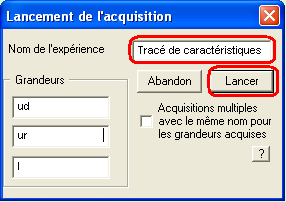 Lancement de l'acquisition
Nom de l'expérience
Tracé de caractéristiques
Grandeurs
Abandon
Lancer
ud
ur
I
Acquisitions multiples
avec le même nom pour
les grandeurs acquises
?